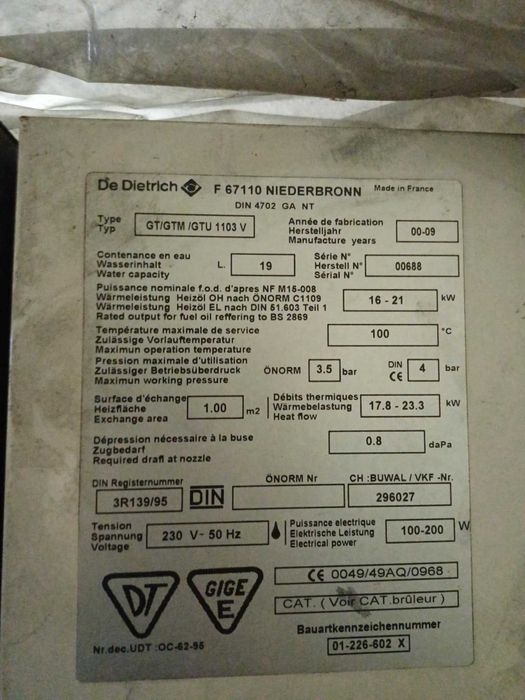 De Dietrich F 67110 NIEDERBRONN Made in France
DIN 4702 GA NT
Type
Typ
GT/GTM /GTU 1103 V
Année de fabrication
Herstelljahr
Manufacture years
00-09
Contenance en eau
Wasserinhalt
Water capacity
L. 19
Série N°
Herstell N°
Sérial N°
00688
Puissance nominale f.o.d. d'apres NF M15-008
Wärmeleistung Heizöl OH nach ÖNORM C1109
Wärmeleistung Heizöl EL nach DIN 51.603 Teil 1
Rated output for fuel oil reffering to BS 2869
16 - 21 kW
Température maximale de service
Zulässige Vorlauftemperatur
Maximun operation temperature
100 °C
Pression maximale d'utilisation
Zulässiger Betriebsüberdruck
Maximun working pressure
ÖNORM 3.5 bar
DIN
CE
4 bar
Surface d'échange
Heizfläche
Exchange area
1.00 m2
Débits thermiques
Wärmebelastung
Heat flow
17.8 - 23.3 kW
Dépression nécessaire à la buse
Zugbedarf
Required drafl at nozzle
0.8 daPa
DIN Registernummer
3R139/95
DIN
ÖNORM Nr
CH :BUWAL / VKF -Nr.
296027
Tension
Spannung
Voltage
230 V~ 50 Hz
Puissance electrique
Elektrische Leistung
Electrical power
100-200 W
DT
GIGE
E
CE 0049/49AQ/0968
CAT. ( Voir CAT.brûleur )
Nr.dec.UDT :OC-62-95
Bauartkennzeichennummer
01-226-602 X